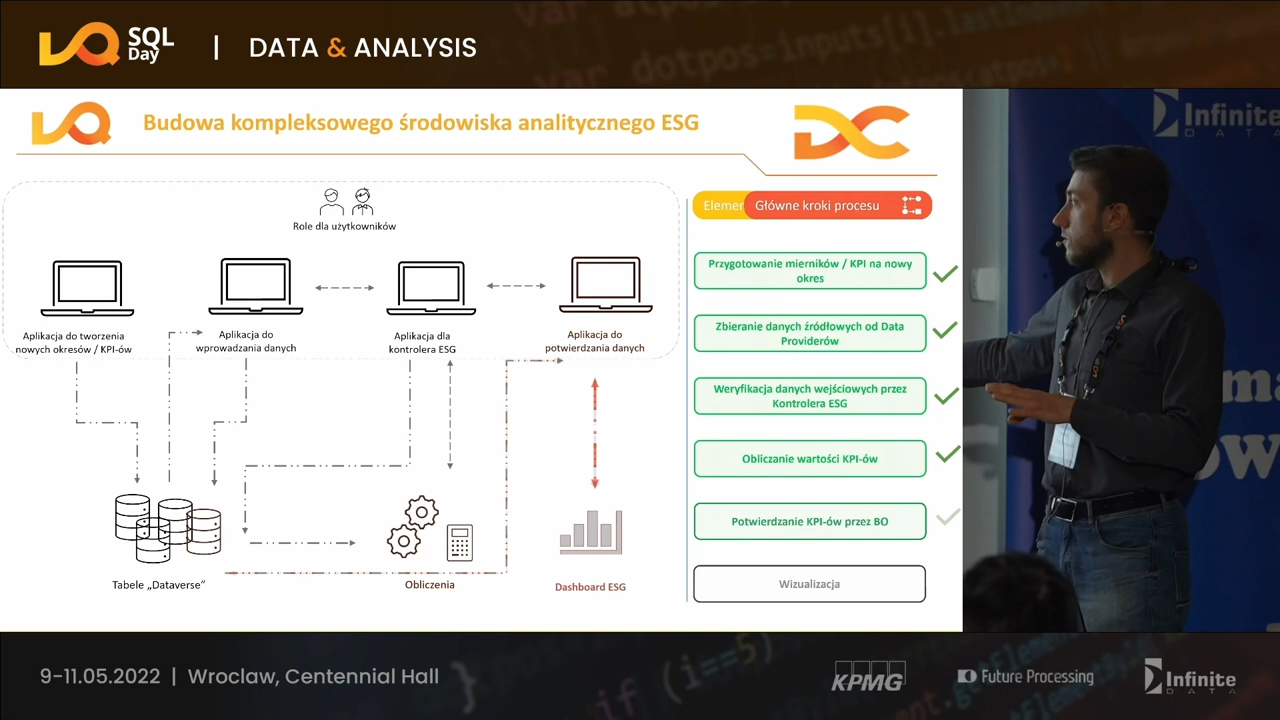 SQL
Day
| DATA & ANALYSIS
Budowa kompleksowego środowiska analitycznego ESG
Role dla użytkowników
Aplikacja do tworzenia
nowych okresów / KPI-ów
Aplikacja do
wprowadzania danych
Aplikacja dla
kontrolera ESG
Aplikacja do
potwierdzania danych
Tabele „Dataverse”
Obliczenia
Dashboard ESG
Elemen
Główne kroki procesu
Przygotowanie mierników / KPI na nowy
okres
Zbieranie danych źródłowych od Data
Providerów
Weryfikacja danych wejściowych przez
Kontrolera ESG
Obliczanie wartości KPI-ów
Potwierdzanie KPI-ów przez BO
Wizualizacja
Infinite
DATA
9-11.05.2022 | Wroclaw, Centennial Hall
KPMG
Future Processing
Infinite
DATA